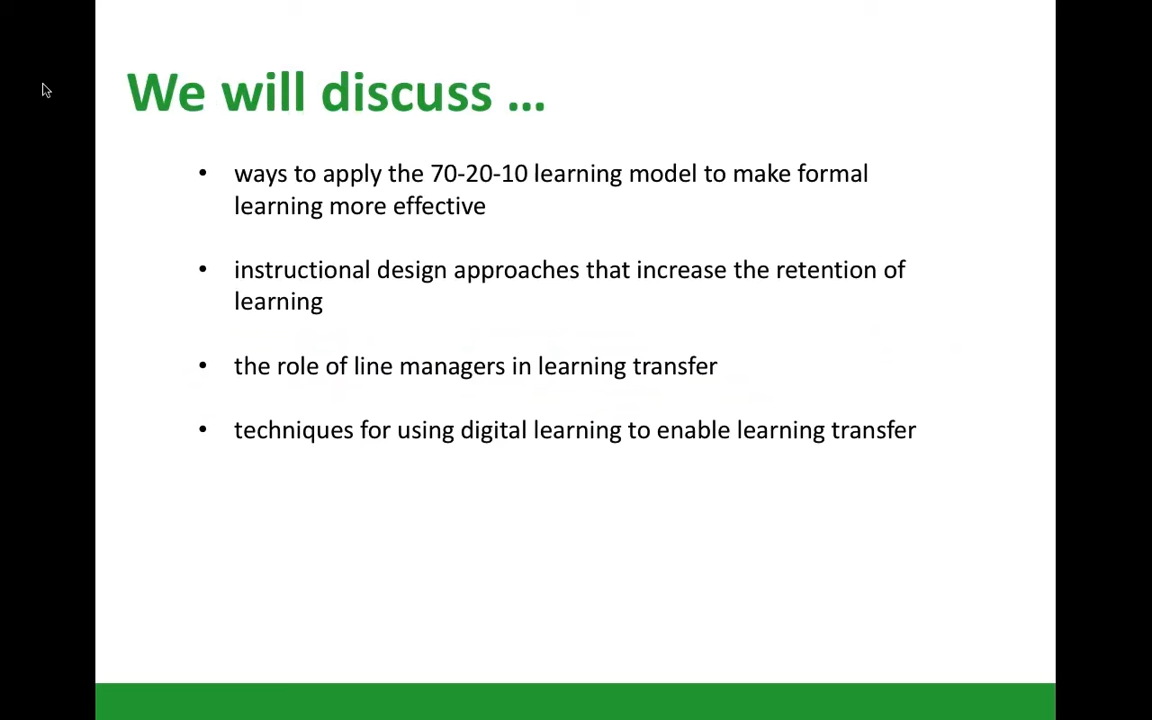 We will discuss ...
• ways to apply the 70-20-10 learning model to make formal
learning more effective
• instructional design approaches that increase the retention of
learning
• the role of line managers in learning transfer
• techniques for using digital learning to enable learning transfer